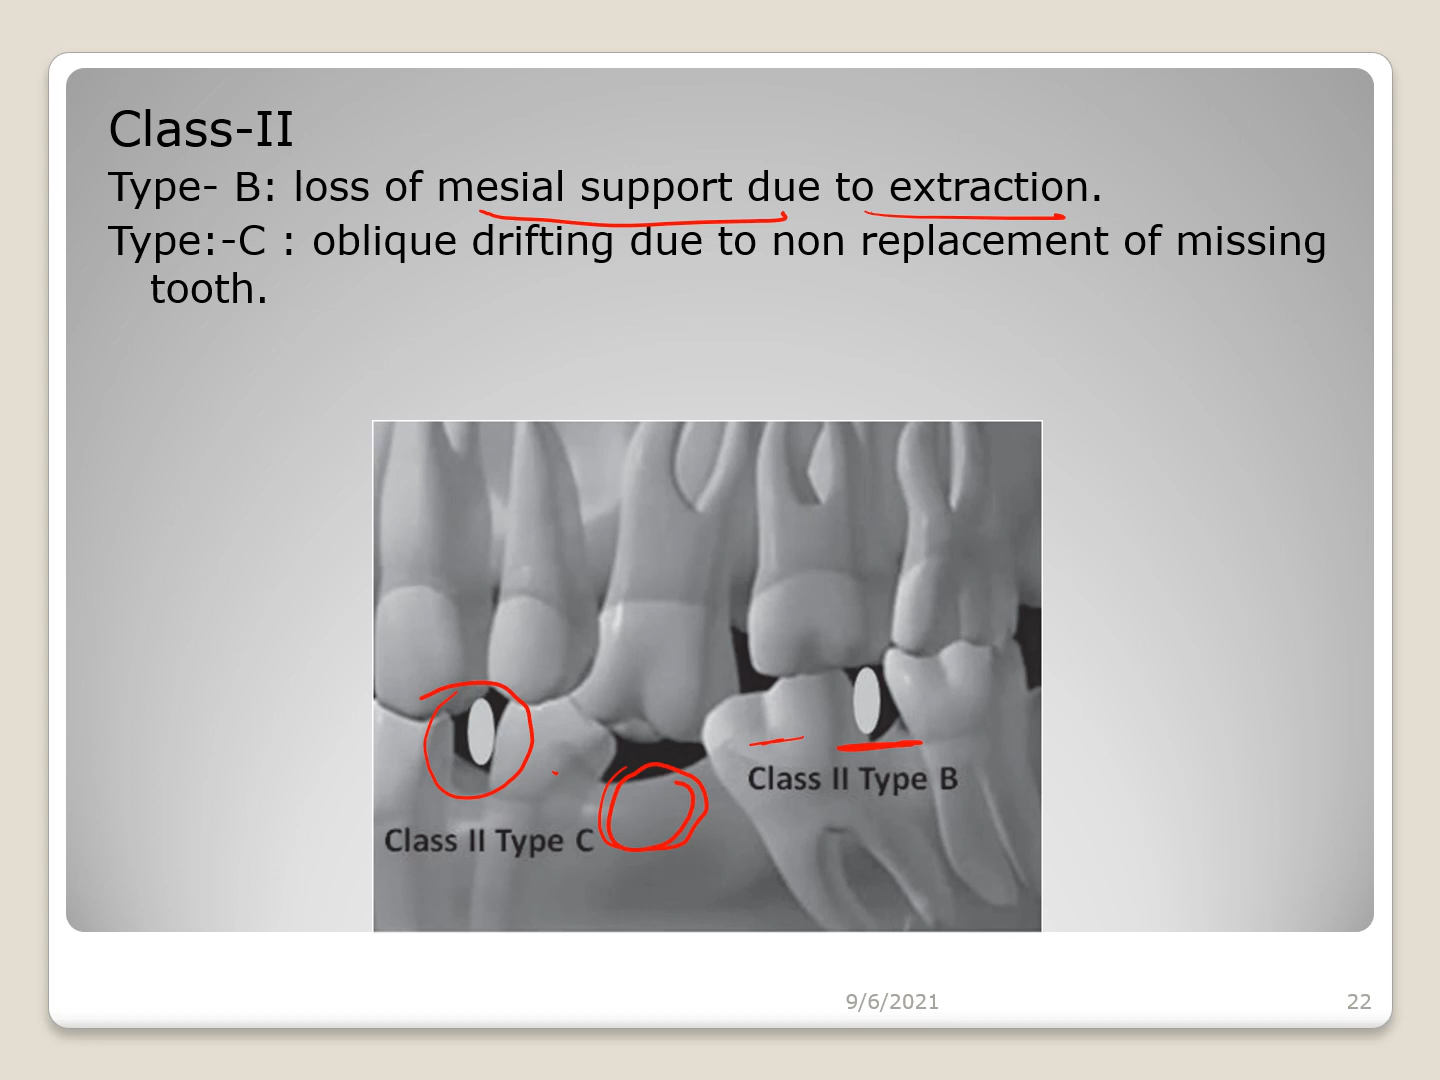 Class-II
Type- B: loss of mesial support due to extraction.
Type:-C : oblique drifting due to non replacement of missing
tooth.
Class II Type B
Class II Type C
9/6/2021
22